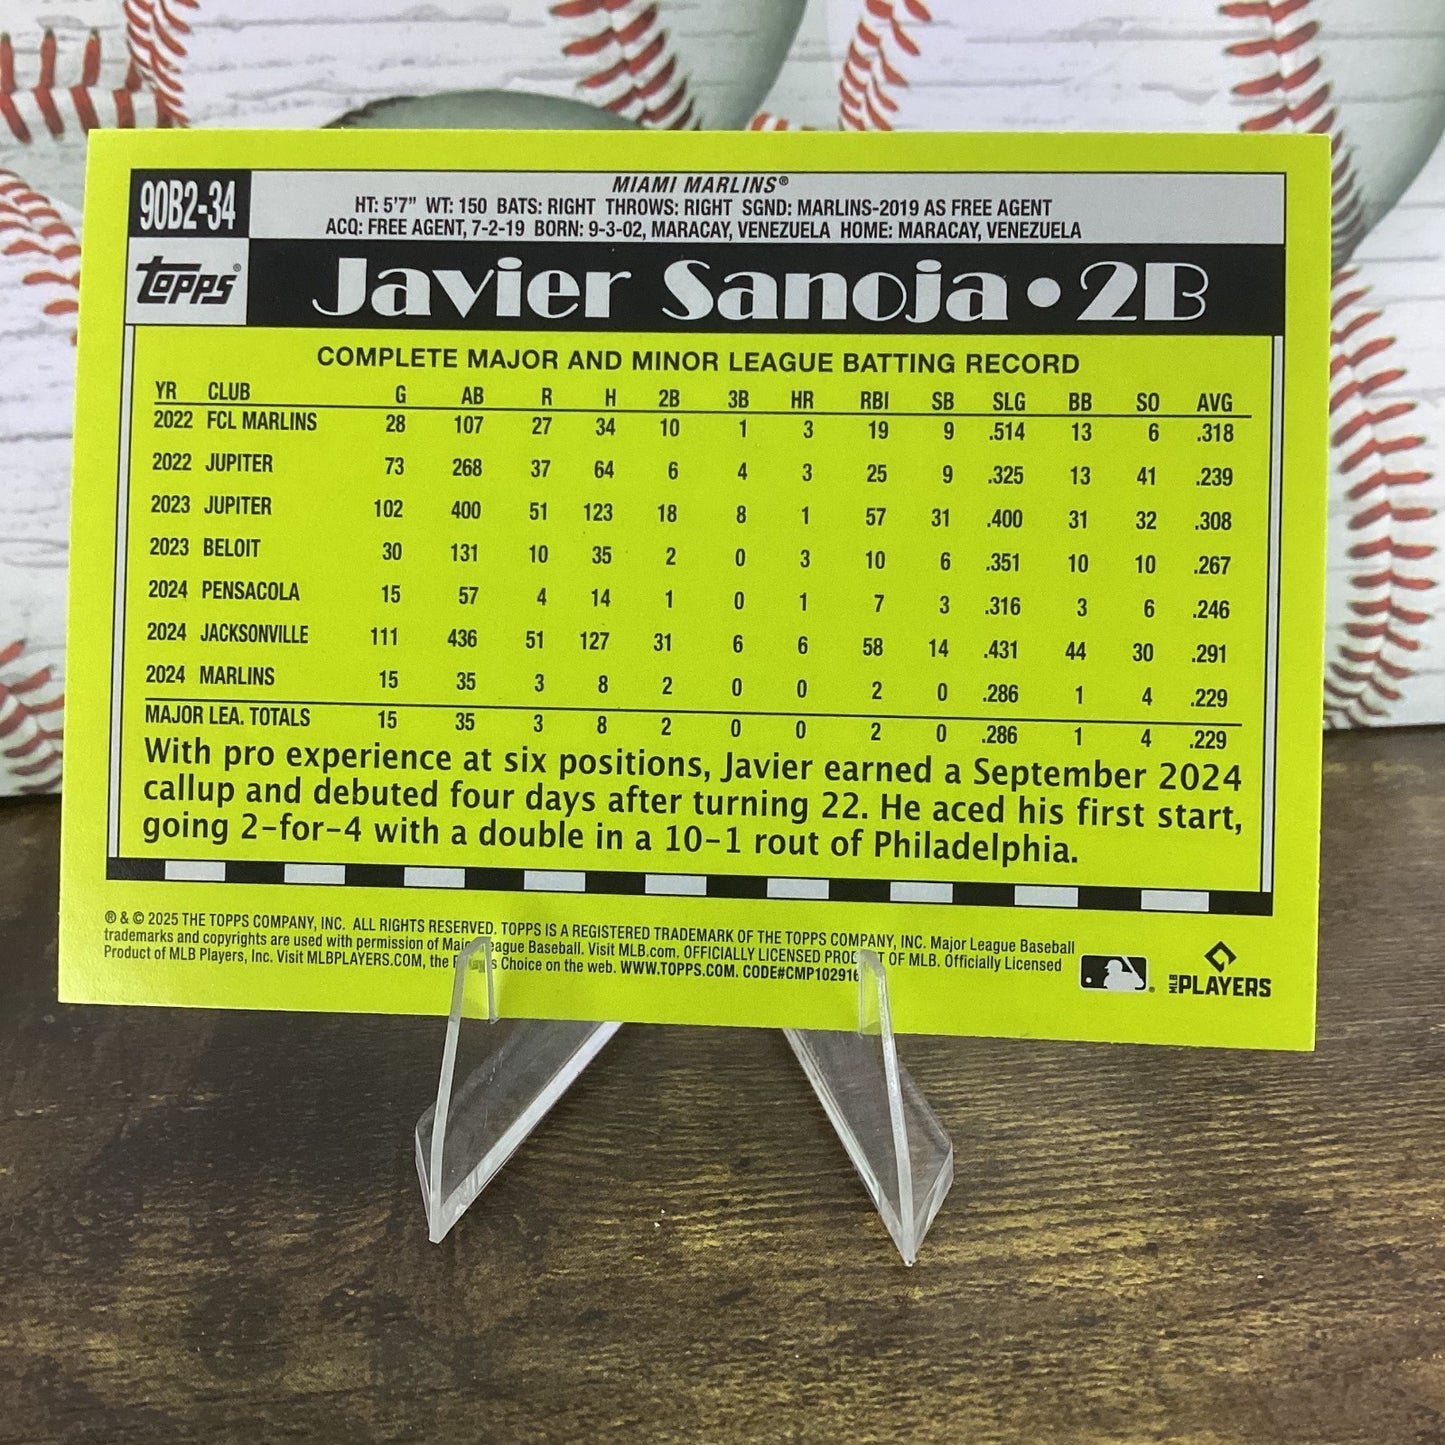 90B2-34
MIAMI MARLINS®
HT: 5'7" WT: 150 BATS: RIGHT THROWS: RIGHT SGND: MARLINS-2019 AS FREE AGENT
ACQ: FREE AGENT, 7-2-19 BORN: 9-3-02, MARACAY, VENEZUELA HOME: MARACAY, VENEZUELA
topps®
Javier Sanoja • 2B
COMPLETE MAJOR AND MINOR LEAGUE BATTING RECORD
YR CLUB G AB R H 2B 3B HR RBI SB SLG BB SO AVG
2022 FCL MARLINS 28 107 27 34 10 1 3 19 9 .514 13 6 .318
2022 JUPITER 73 268 37 64 6 4 3 25 9 .325 13 41 .239
2023 JUPITER 102 400 51 123 18 8 1 57 31 .400 31 32 .308
2023 BELOIT 30 131 10 35 2 0 3 10 6 .351 10 10 .267
2024 PENSACOLA 15 57 4 14 1 0 1 7 3 .316 3 6 .246
2024 JACKSONVILLE 111 436 51 127 31 6 6 58 14 .431 44 30 .291
2024 MARLINS 15 35 3 8 2 0 0 2 0 .286 1 4 .229
MAJOR LEA. TOTALS 15 35 3 8 2 0 0 2 0 .286 1 4 .229
With pro experience at six positions, Javier earned a September 2024
callup and debuted four days after turning 22. He aced his first start,
going 2-for-4 with a double in a 10-1 rout of Philadelphia.
® & © 2025 THE TOPPS COMPANY, INC. ALL RIGHTS RESERVED. TOPPS IS A REGISTERED TRADEMARK OF THE TOPPS COMPANY, INC. Major League Baseball
trademarks and copyrights are used with permission of Major League Baseball. Visit MLB.com. OFFICIALLY LICENSED PRODUCT OF MLB. Officially Licensed
Product of MLB Players, Inc. Visit MLBPLAYERS.COM, the Players Choice on the web. WWW.TOPPS.COM. CODE#CMP102916
MLB PLAYERS